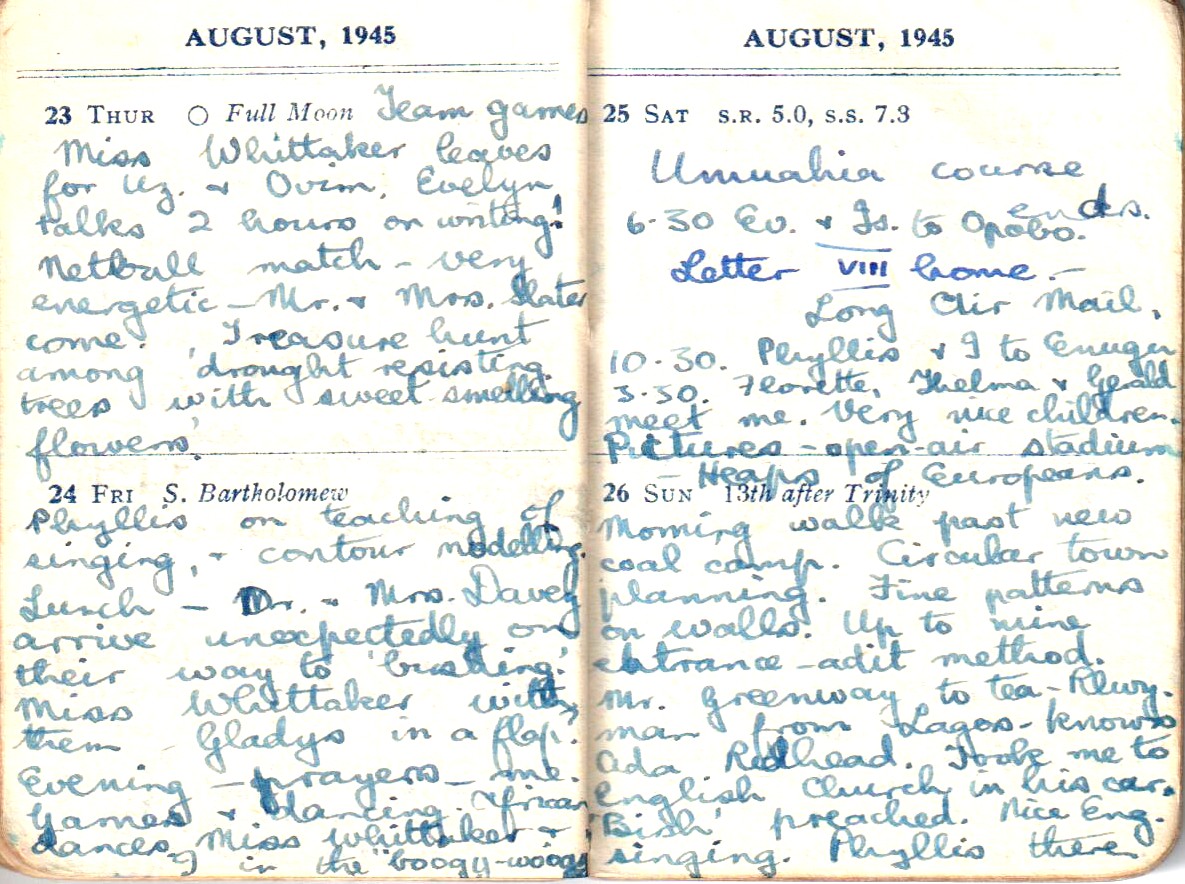 AUGUST, 1945
23 THUR ○ Full Moon Team games
Miss Whittaker leaves
for Uz. & Ovim. Evelyn
talks 2 hours on writing!
Netball match - very
energetic - Mr. & Mrs. Slater
come. Treasure hunt
among 'drought resisting
trees with sweet smelling
flowers'.
24 FRI S. Bartholomew
Phyllis on teaching of
singing, & contour modelling.
Lunch - Mr. & Mrs. Davey
arrive unexpectedly on
their way to 'bushing.'
Miss Whittaker with
them - Gladys in a flap.
Evening - prayers - me.
Games & dancing. African
dances, Miss Whittaker &
I in the "boogy-woogy
AUGUST, 1945
25 SAT S.R. 5.0, S.S. 7.3
Umuahia course
ends.
6-30 Ev. & Is. to Opobo.
Letter VIII home. -
Long Air Mail.
10-30. Phyllis & I to Enugu
3-30. Florette, Thelma & Gerald
meet me. Very nice children.
Pictures - open-air stadium
- Heaps of Europeans.
26 SUN 13th after Trinity
Morning walk past new
coal camp. Circular town
planning. Fine patterns
on walls. Up to mine
entrance - adit method.
Mr. Greenway to tea - Rlwy.
man from Lagos - knows
Ada Redhead. Took me to
English Church in his car.
'Bish' preached. Nice Eng.
singing. Phyllis there